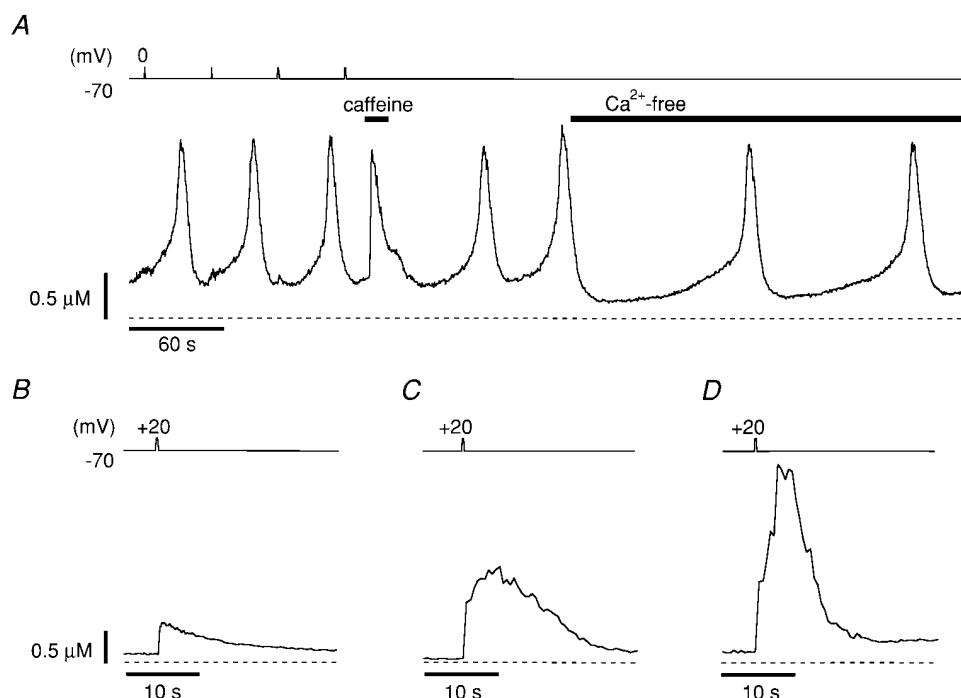 A
(mV)
0
-70
caffeine
Ca²⁺-free
0.5 μM
60 s
B
C
D
(mV)
+20
+20
+20
-70
0.5 μM
10 s
10 s
10 s